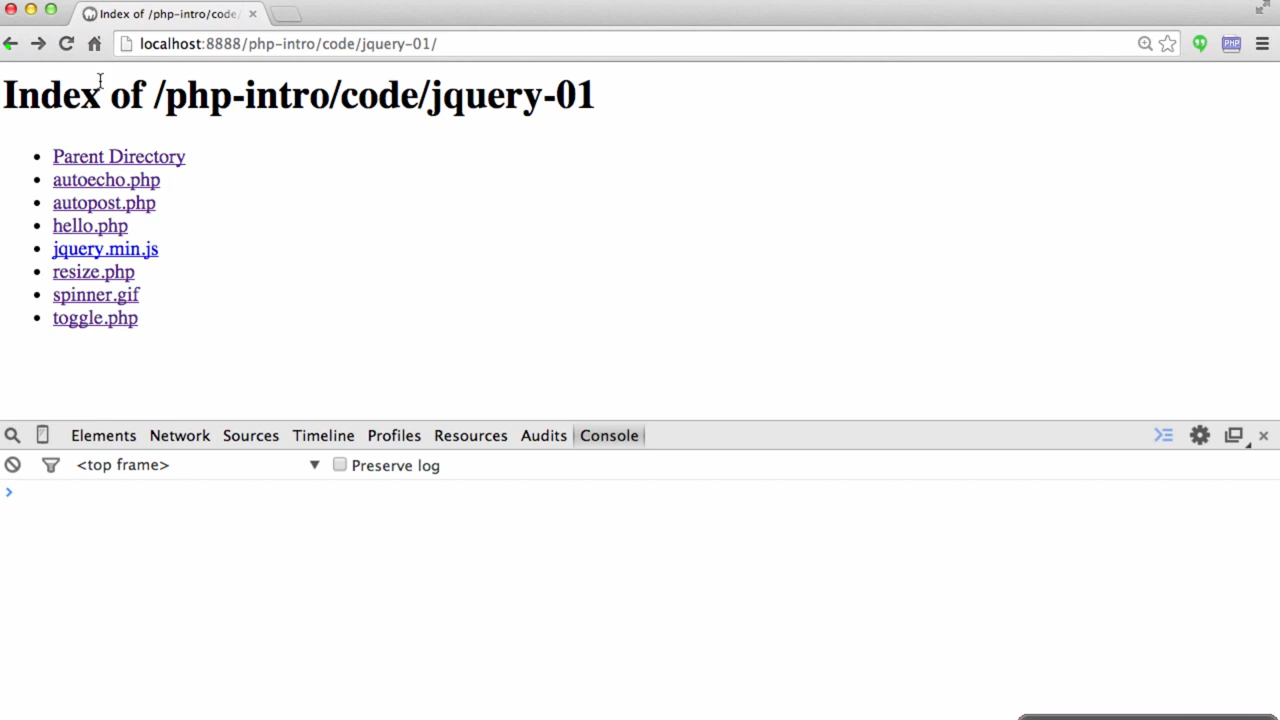 Index of /php-intro/code/
localhost:8888/php-intro/code/jquery-01/
PHP
Index of /php-intro/code/jquery-01
• Parent Directory
• autoecho.php
• autopost.php
• hello.php
• jquery.min.js
• resize.php
• spinner.gif
• toggle.php
Elements Network Sources Timeline Profiles Resources Audits Console
<top frame> ▼ Preserve log
>